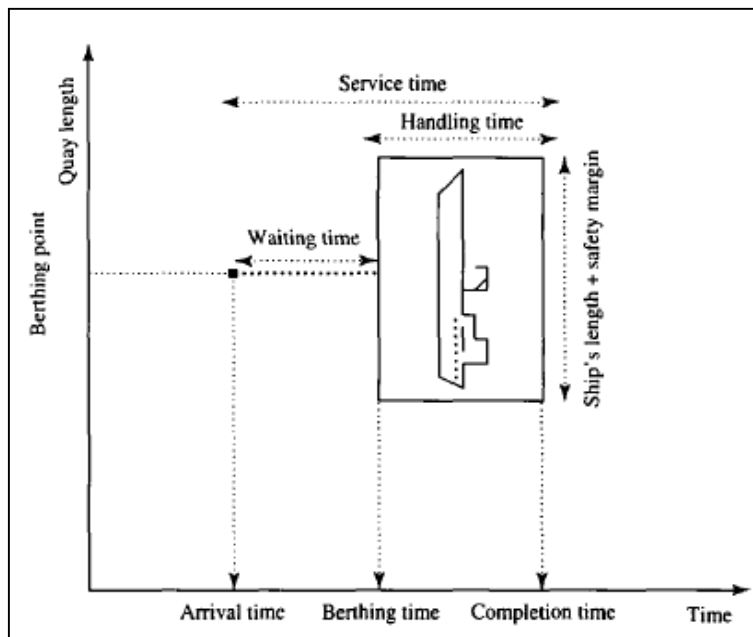 Service time
Handling time
Quay length
Waiting time
Berthing point
Ship's length + safety margin
Arrival time
Berthing time
Completion time
Time